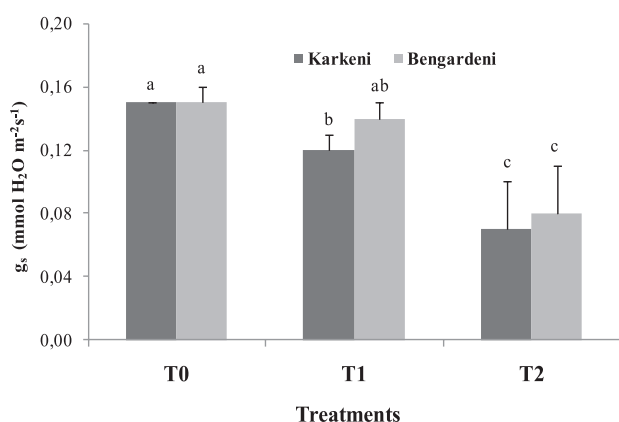 0,20
Karkeni
Bengardeni
0,16
0,12
0,08
0,04
0,00
gs (mmol H2O m-2s-1)
a
a
b
ab
c
c
T0
T1
T2
Treatments